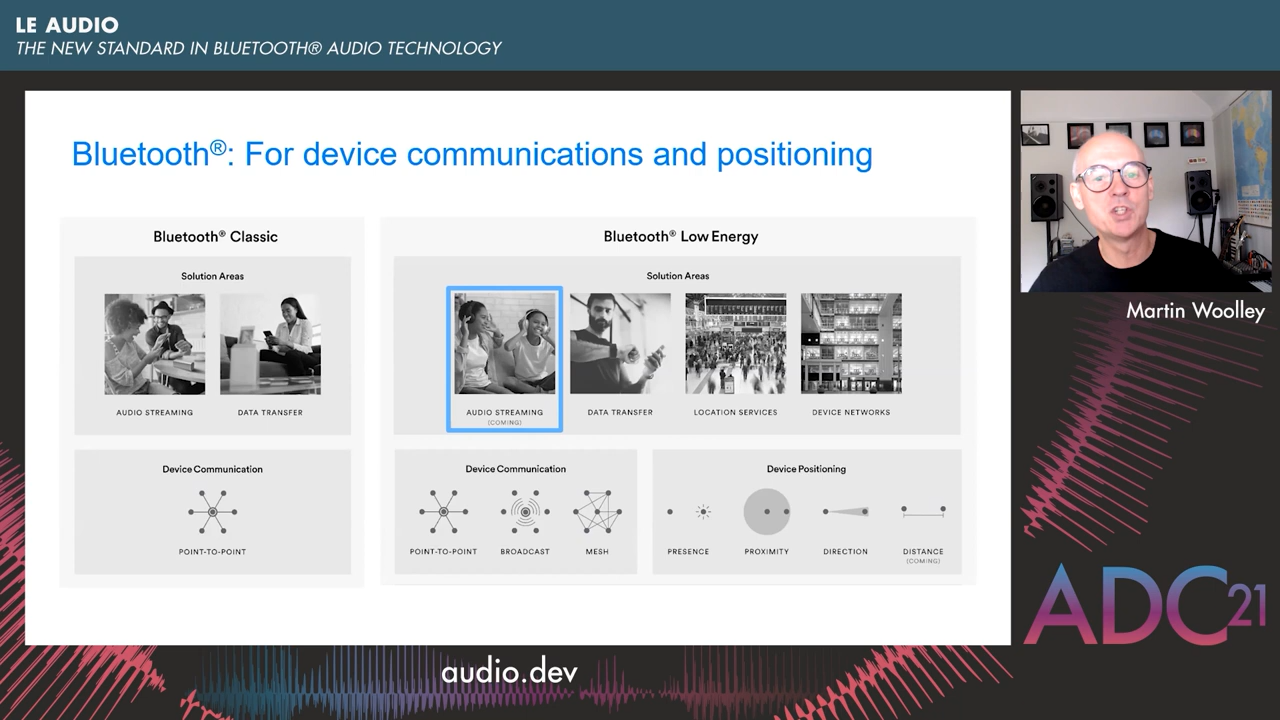 LE AUDIO
THE NEW STANDARD IN BLUETOOTH® AUDIO TECHNOLOGY
Bluetooth®: For device communications and positioning
Bluetooth® Classic
Solution Areas
AUDIO STREAMING
DATA TRANSFER
Device Communication
POINT-TO-POINT
Bluetooth® Low Energy
Solution Areas
AUDIO STREAMING
(COMING)
DATA TRANSFER
LOCATION SERVICES
DEVICE NETWORKS
Device Communication
POINT-TO-POINT
BROADCAST
MESH
Device Positioning
PRESENCE
PROXIMITY
DIRECTION
DISTANCE
(COMING)
Martin Woolley
ADC21
audio.dev